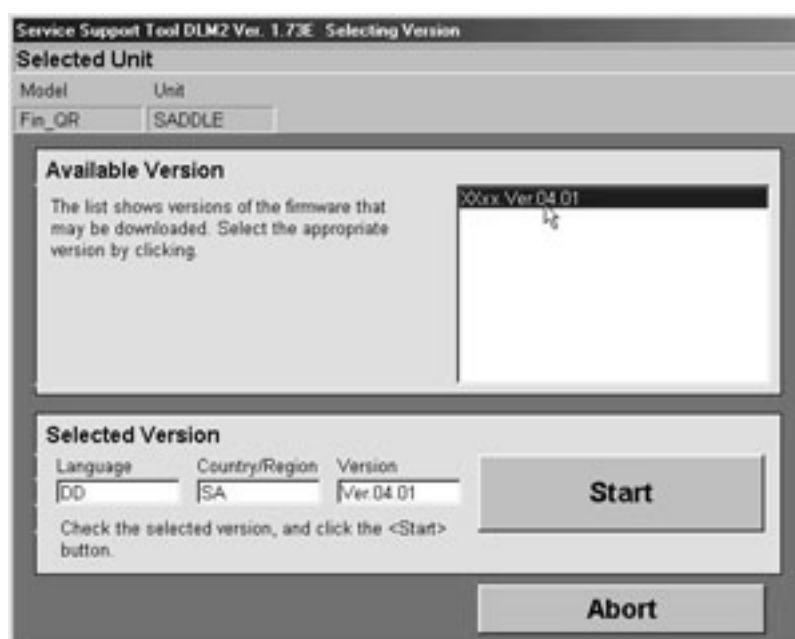 Service Support Tool DLM2 Ver. 1.73E Selecting Version
Selected Unit
Model Unit
Fin_QR SADDLE
Available Version
The list shows versions of the firmware that
may be downloaded. Select the appropriate
version by clicking.
XXxx Ver.04.01
Selected Version
Language Country/Region Version
DD SA Ver.04.01
Start
Check the selected version, and click the <Start>
button.
Abort